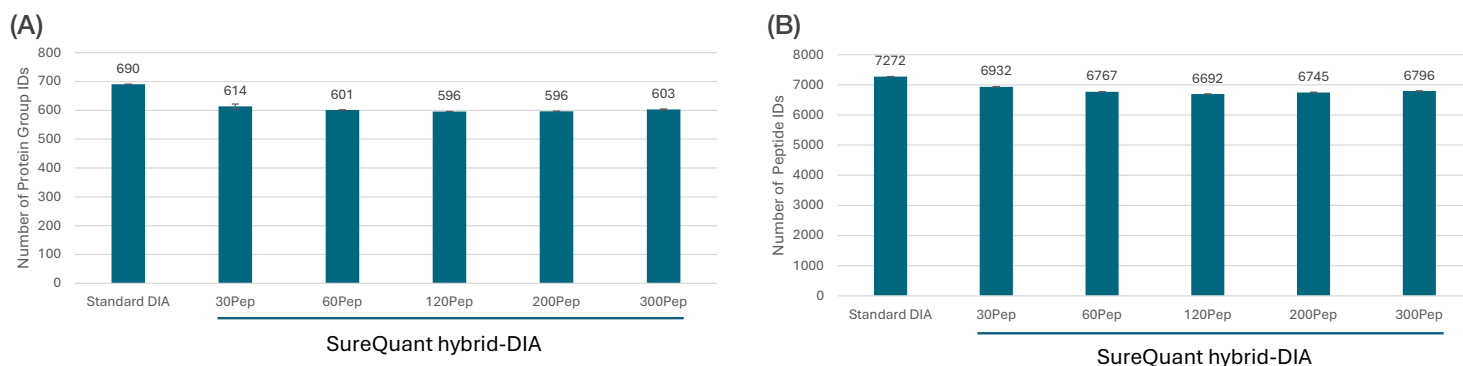 (A)
Number of Protein Group IDs
800
700
600
500
400
300
200
100
0
690
614
601
596
596
603
Standard DIA
30Pep
60Pep
120Pep
200Pep
300Pep
SureQuant hybrid-DIA
(B)
Number of Peptide IDs
8000
7000
6000
5000
4000
3000
2000
1000
0
7272
6932
6767
6692
6745
6796
Standard DIA
30Pep
60Pep
120Pep
200Pep
300Pep
SureQuant hybrid-DIA